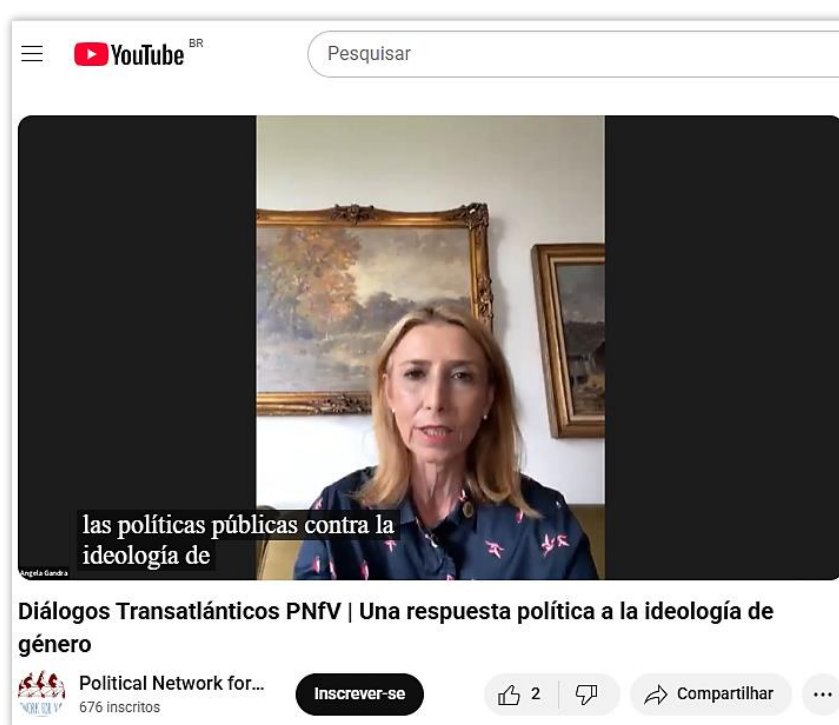 YouTube BR
Pesquisar
las políticas públicas contra la
ideología de
Angela Gandra
Diálogos Transatlánticos PNfV | Una respuesta política a la ideología de
género
Political Network for...
676 inscritos
Inscrever-se
2
Compartilhar